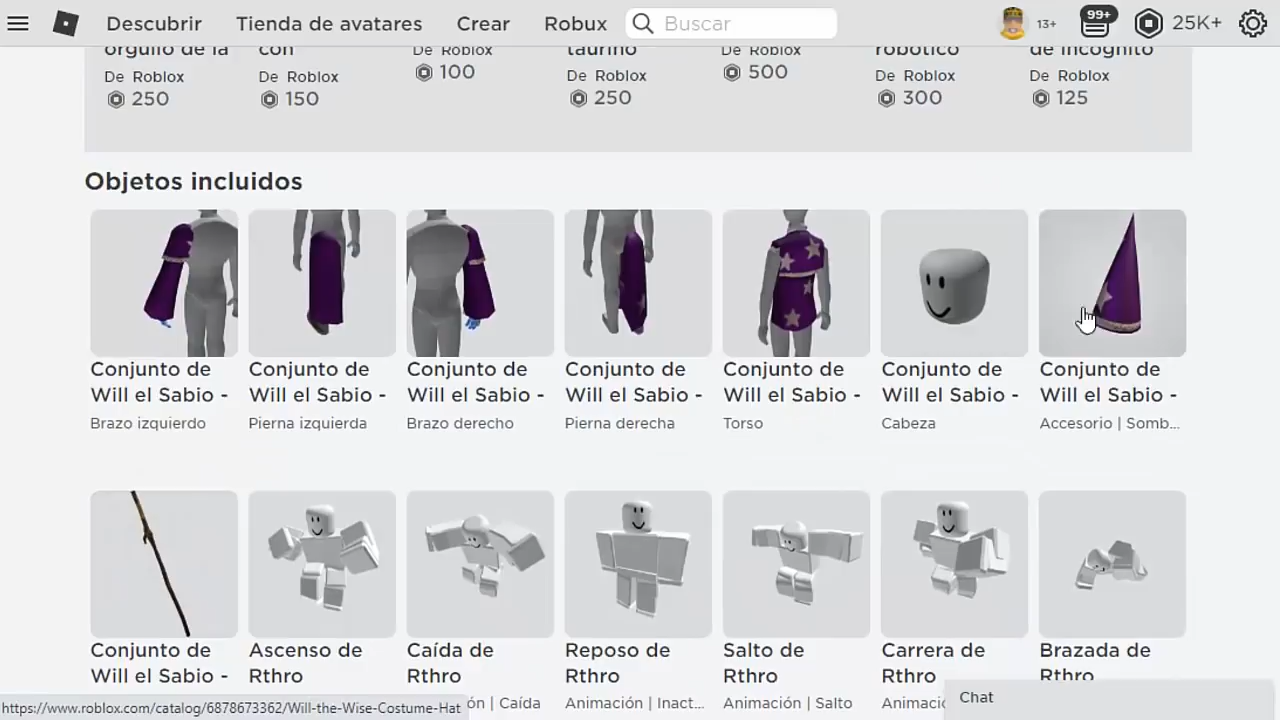 Descubrir Tienda de avatares Crear Robux Buscar 13+ 99+ 25K+
orgullo de la con taurino robótico de incógnito
De Roblox De Roblox De Roblox De Roblox De Roblox De Roblox De Roblox
250 150 100 250 500 300 125
Objetos incluidos
Conjunto de Conjunto de Conjunto de Conjunto de Conjunto de Conjunto de Conjunto de
Will el Sabio - Will el Sabio - Will el Sabio - Will el Sabio - Will el Sabio - Will el Sabio - Will el Sabio -
Brazo izquierdo Pierna izquierda Brazo derecho Pierna derecha Torso Cabeza Accesorio | Somb...
Conjunto de Ascenso de Caída de Reposo de Salto de Carrera de Brazada de
Will el Sabio - Rthro Rthro Rthro Rthro Rthro Rthro
ón | Caída Animación | Inact... Animación | Salto Animació
Chat
https://www.roblox.com/catalog/6878673362/Will-the-Wise-Costume-Hat